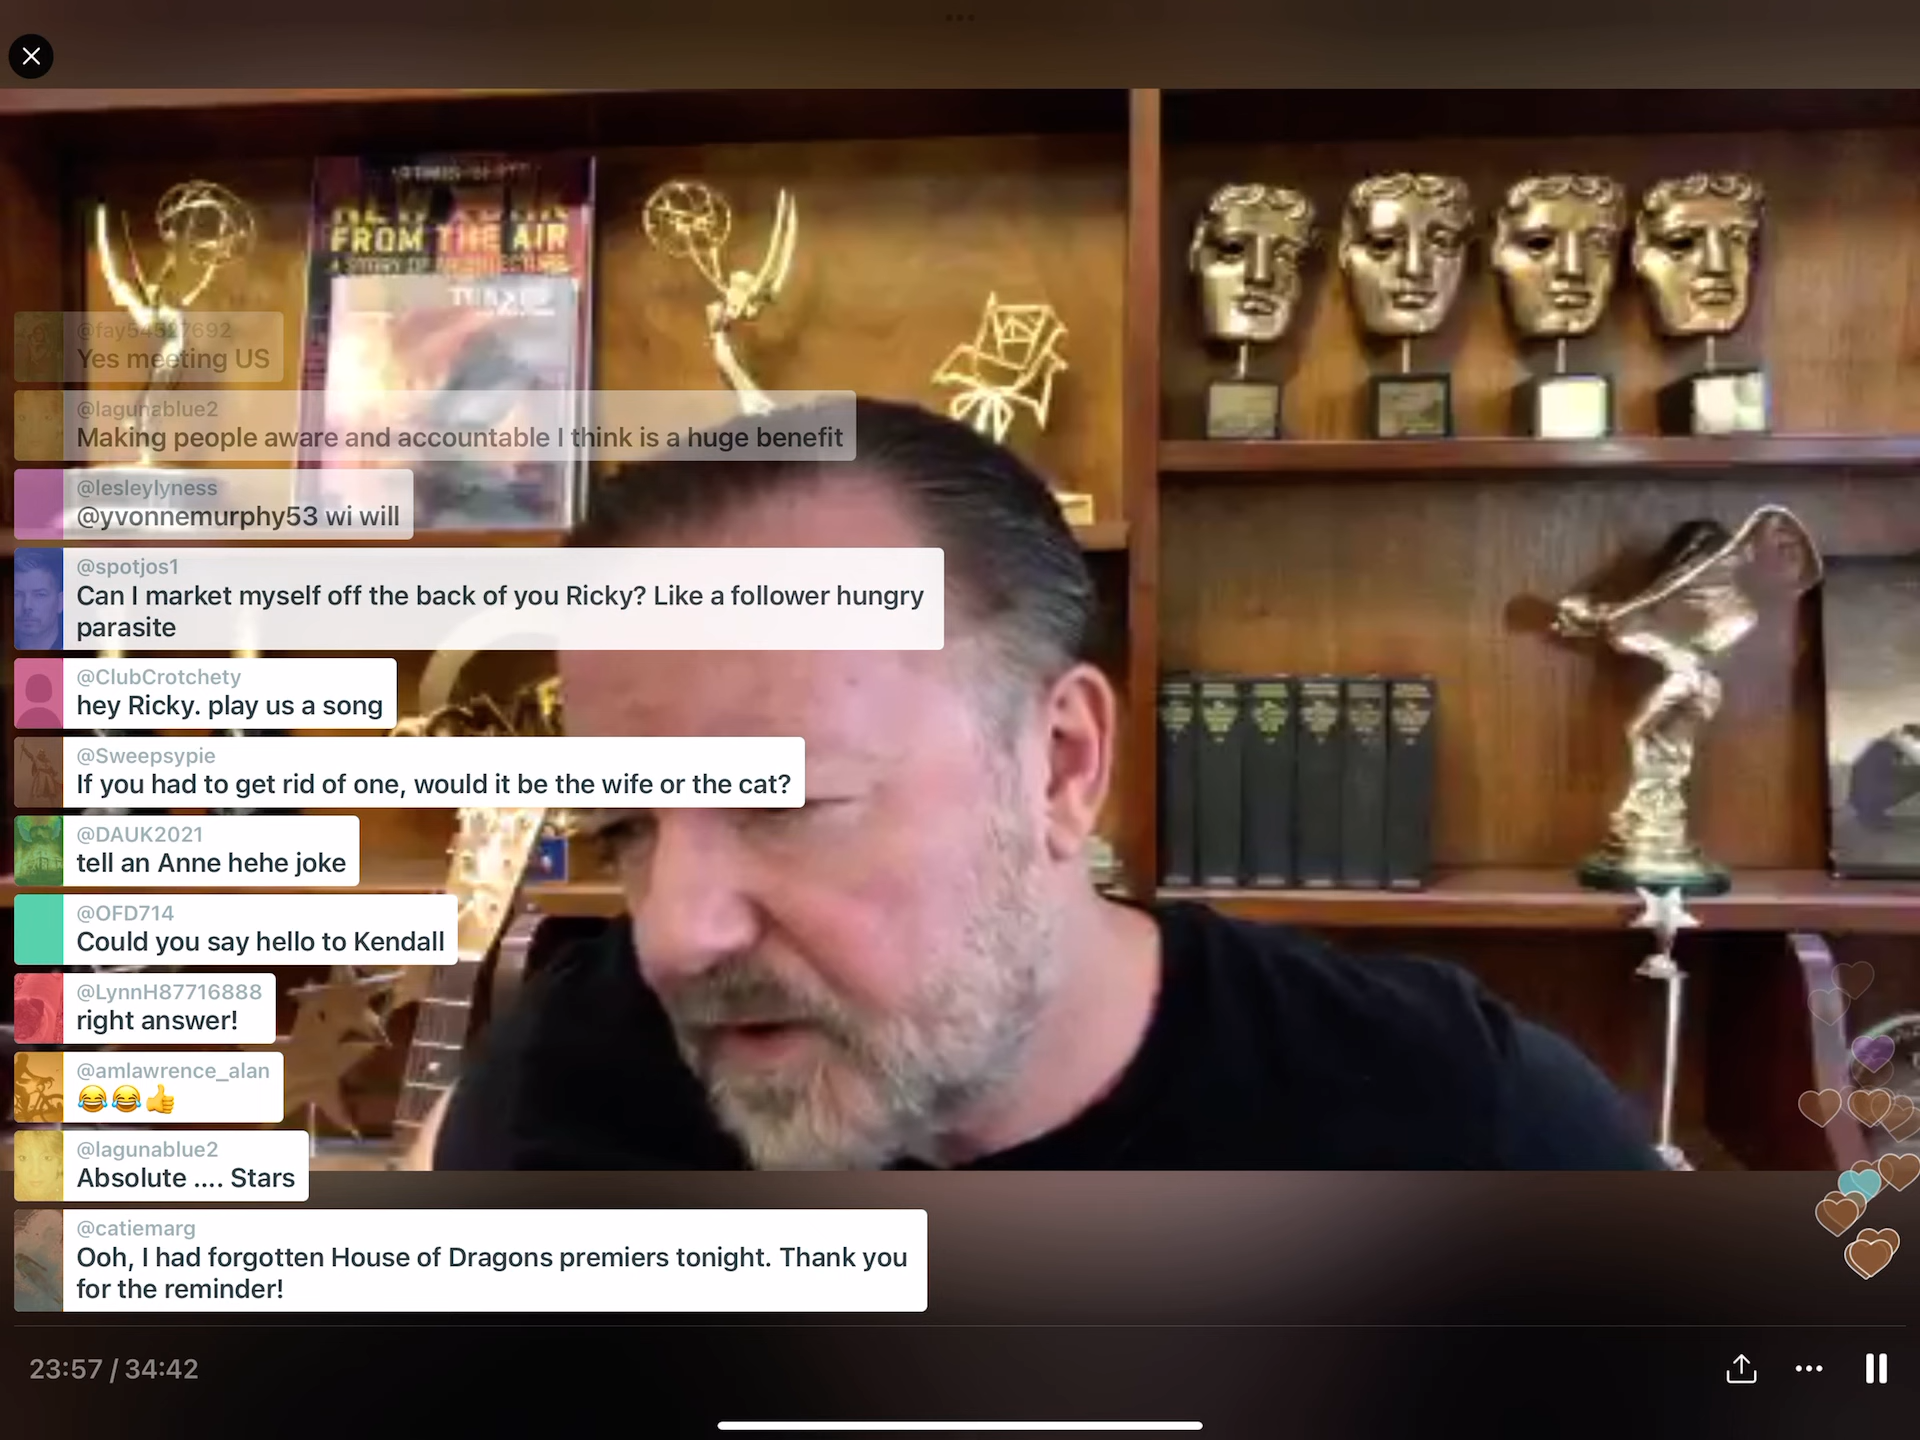 FROM THE AIR
@fay54527692
Yes meeting US
@lagunablue2
Making people aware and accountable I think is a huge benefit
@lesleylyness
@yvonnemurphy53 wi will
@spotjos1
Can I market myself off the back of you Ricky? Like a follower hungry
parasite
@ClubCrotchety
hey Ricky. play us a song
@Sweepsypie
If you had to get rid of one, would it be the wife or the cat?
@DAUK2021
tell an Anne hehe joke
@OFD714
Could you say hello to Kendall
@LynnH87716888
right answer!
@amlawrence_alan
😂😂👍
@lagunablue2
Absolute .... Stars
@catiemarg
Ooh, I had forgotten House of Dragons premiers tonight. Thank you
for the reminder!
23:57 / 34:42